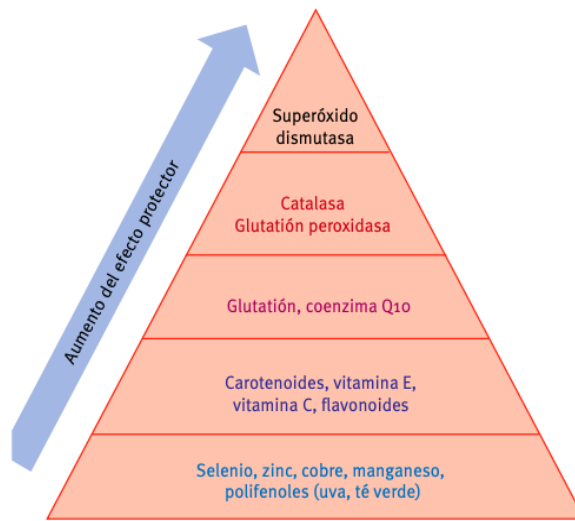 Aumento del efecto protector
Superóxido
dismutasa
Catalasa
Glutatión peroxidasa
Glutatión, coenzima Q10
Carotenoides, vitamina E,
vitamina C, flavonoides
Selenio, zinc, cobre, manganeso,
polifenoles (uva, té verde)